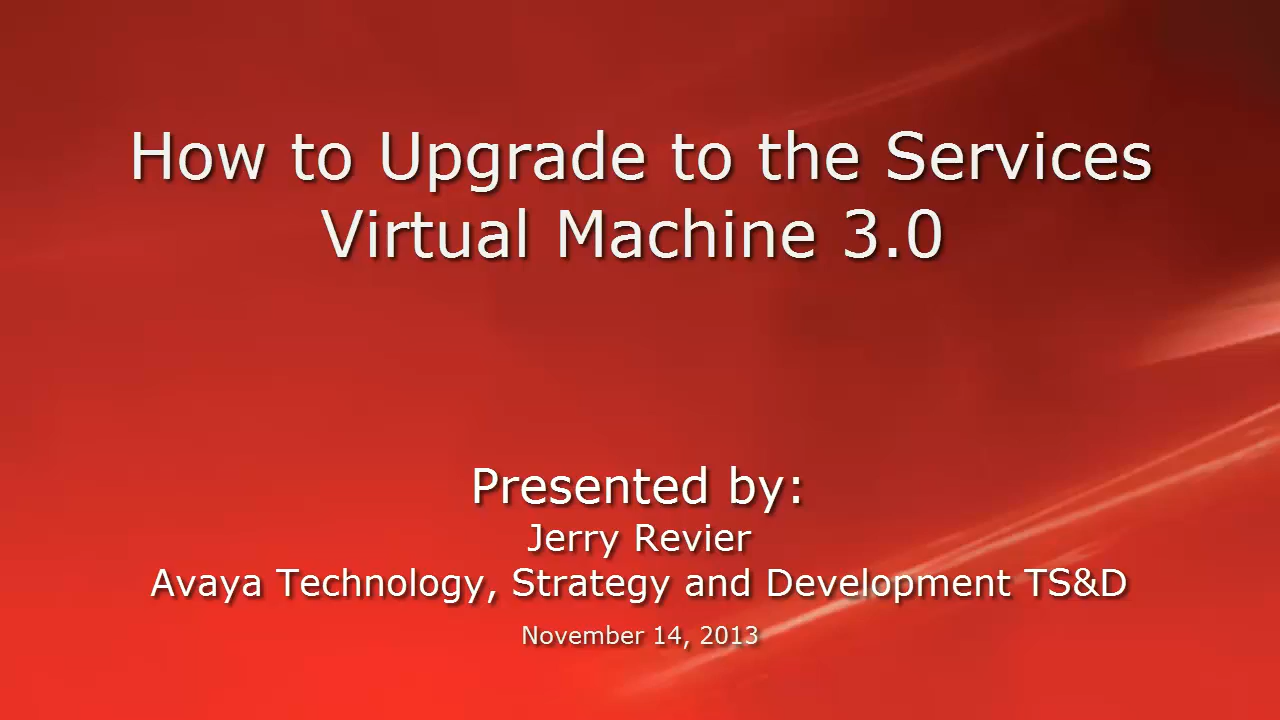 How to Upgrade to the Services
Virtual Machine 3.0
Presented by:
Jerry Revier
Avaya Technology, Strategy and Development TS&D
November 14, 2013